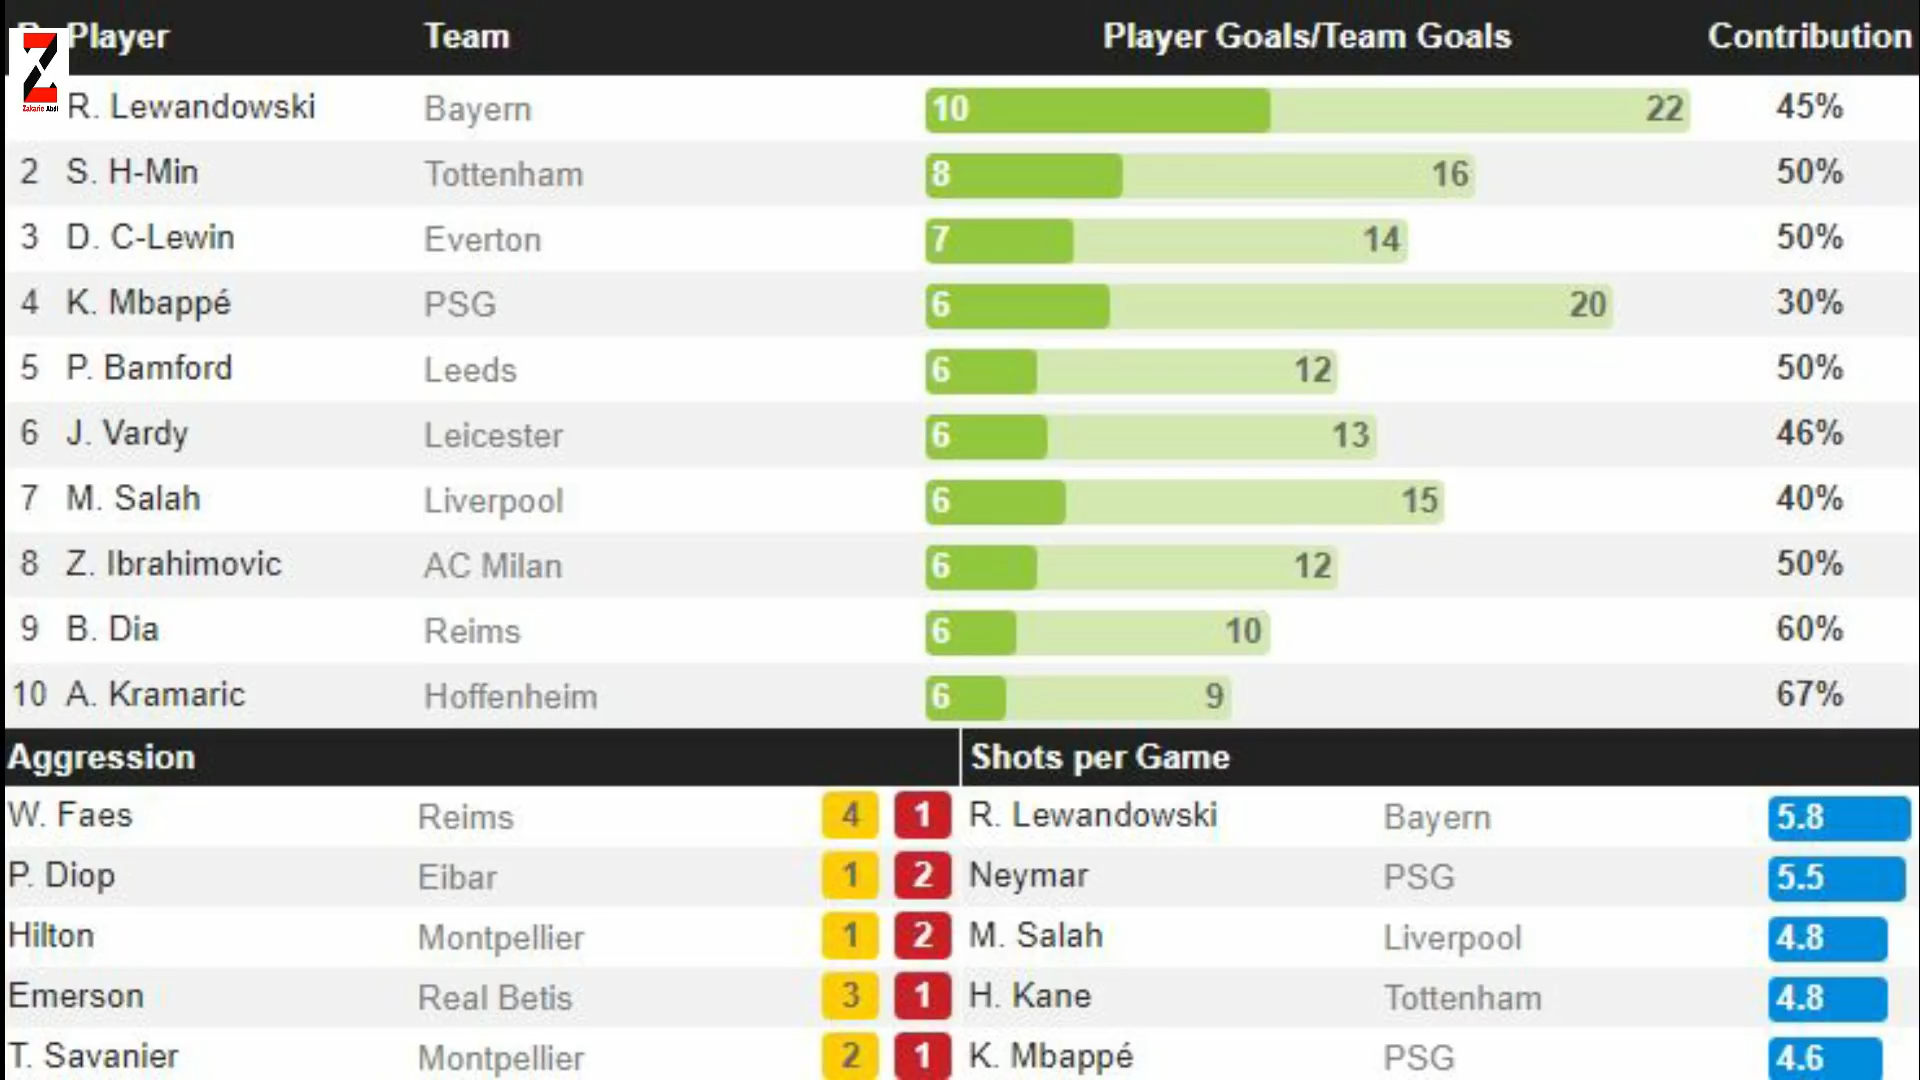 Player Team Player Goals/Team Goals Contribution
Zakarie Abdi
R. Lewandowski Bayern 10 22 45%
2 S. H-Min Tottenham 8 16 50%
3 D. C-Lewin Everton 7 14 50%
4 K. Mbappé PSG 6 20 30%
5 P. Bamford Leeds 6 12 50%
6 J. Vardy Leicester 6 13 46%
7 M. Salah Liverpool 6 15 40%
8 Z. Ibrahimovic AC Milan 6 12 50%
9 B. Dia Reims 6 10 60%
10 A. Kramaric Hoffenheim 6 9 67%
Aggression Shots per Game
W. Faes Reims 4 1 R. Lewandowski Bayern 5.8
P. Diop Eibar 1 2 Neymar PSG 5.5
Hilton Montpellier 1 2 M. Salah Liverpool 4.8
Emerson Real Betis 3 1 H. Kane Tottenham 4.8
T. Savanier Montpellier 2 1 K. Mbappé PSG 4.6